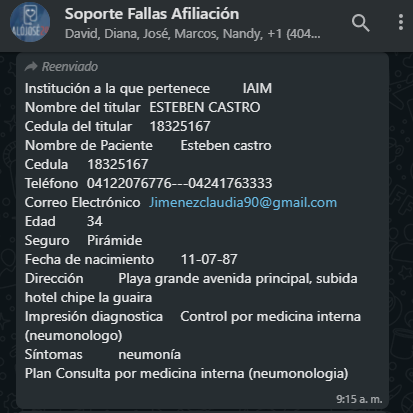 Soporte Fallas Afiliación
David, Diana, José, Marcos, Nandy, +1 (404...
ALÓJOSÉ
Reenviado
Institución a la que pertenece IAIM
Nombre del titular ESTEBEN CASTRO
Cedula del titular 18325167
Nombre de Paciente Esteben castro
Cedula 18325167
Teléfono 04122076776---04241763333
Correo Electrónico Jimenezclaudia90@gmail.com
Edad 34
Seguro Pirámide
Fecha de nacimiento 11-07-87
Dirección Playa grande avenida principal, subida
hotel chipe la guaira
Impresión diagnostica Control por medicina interna
(neumonologo)
Síntomas neumonía
Plan Consulta por medicina interna (neumonologia)
9:15 a. m.